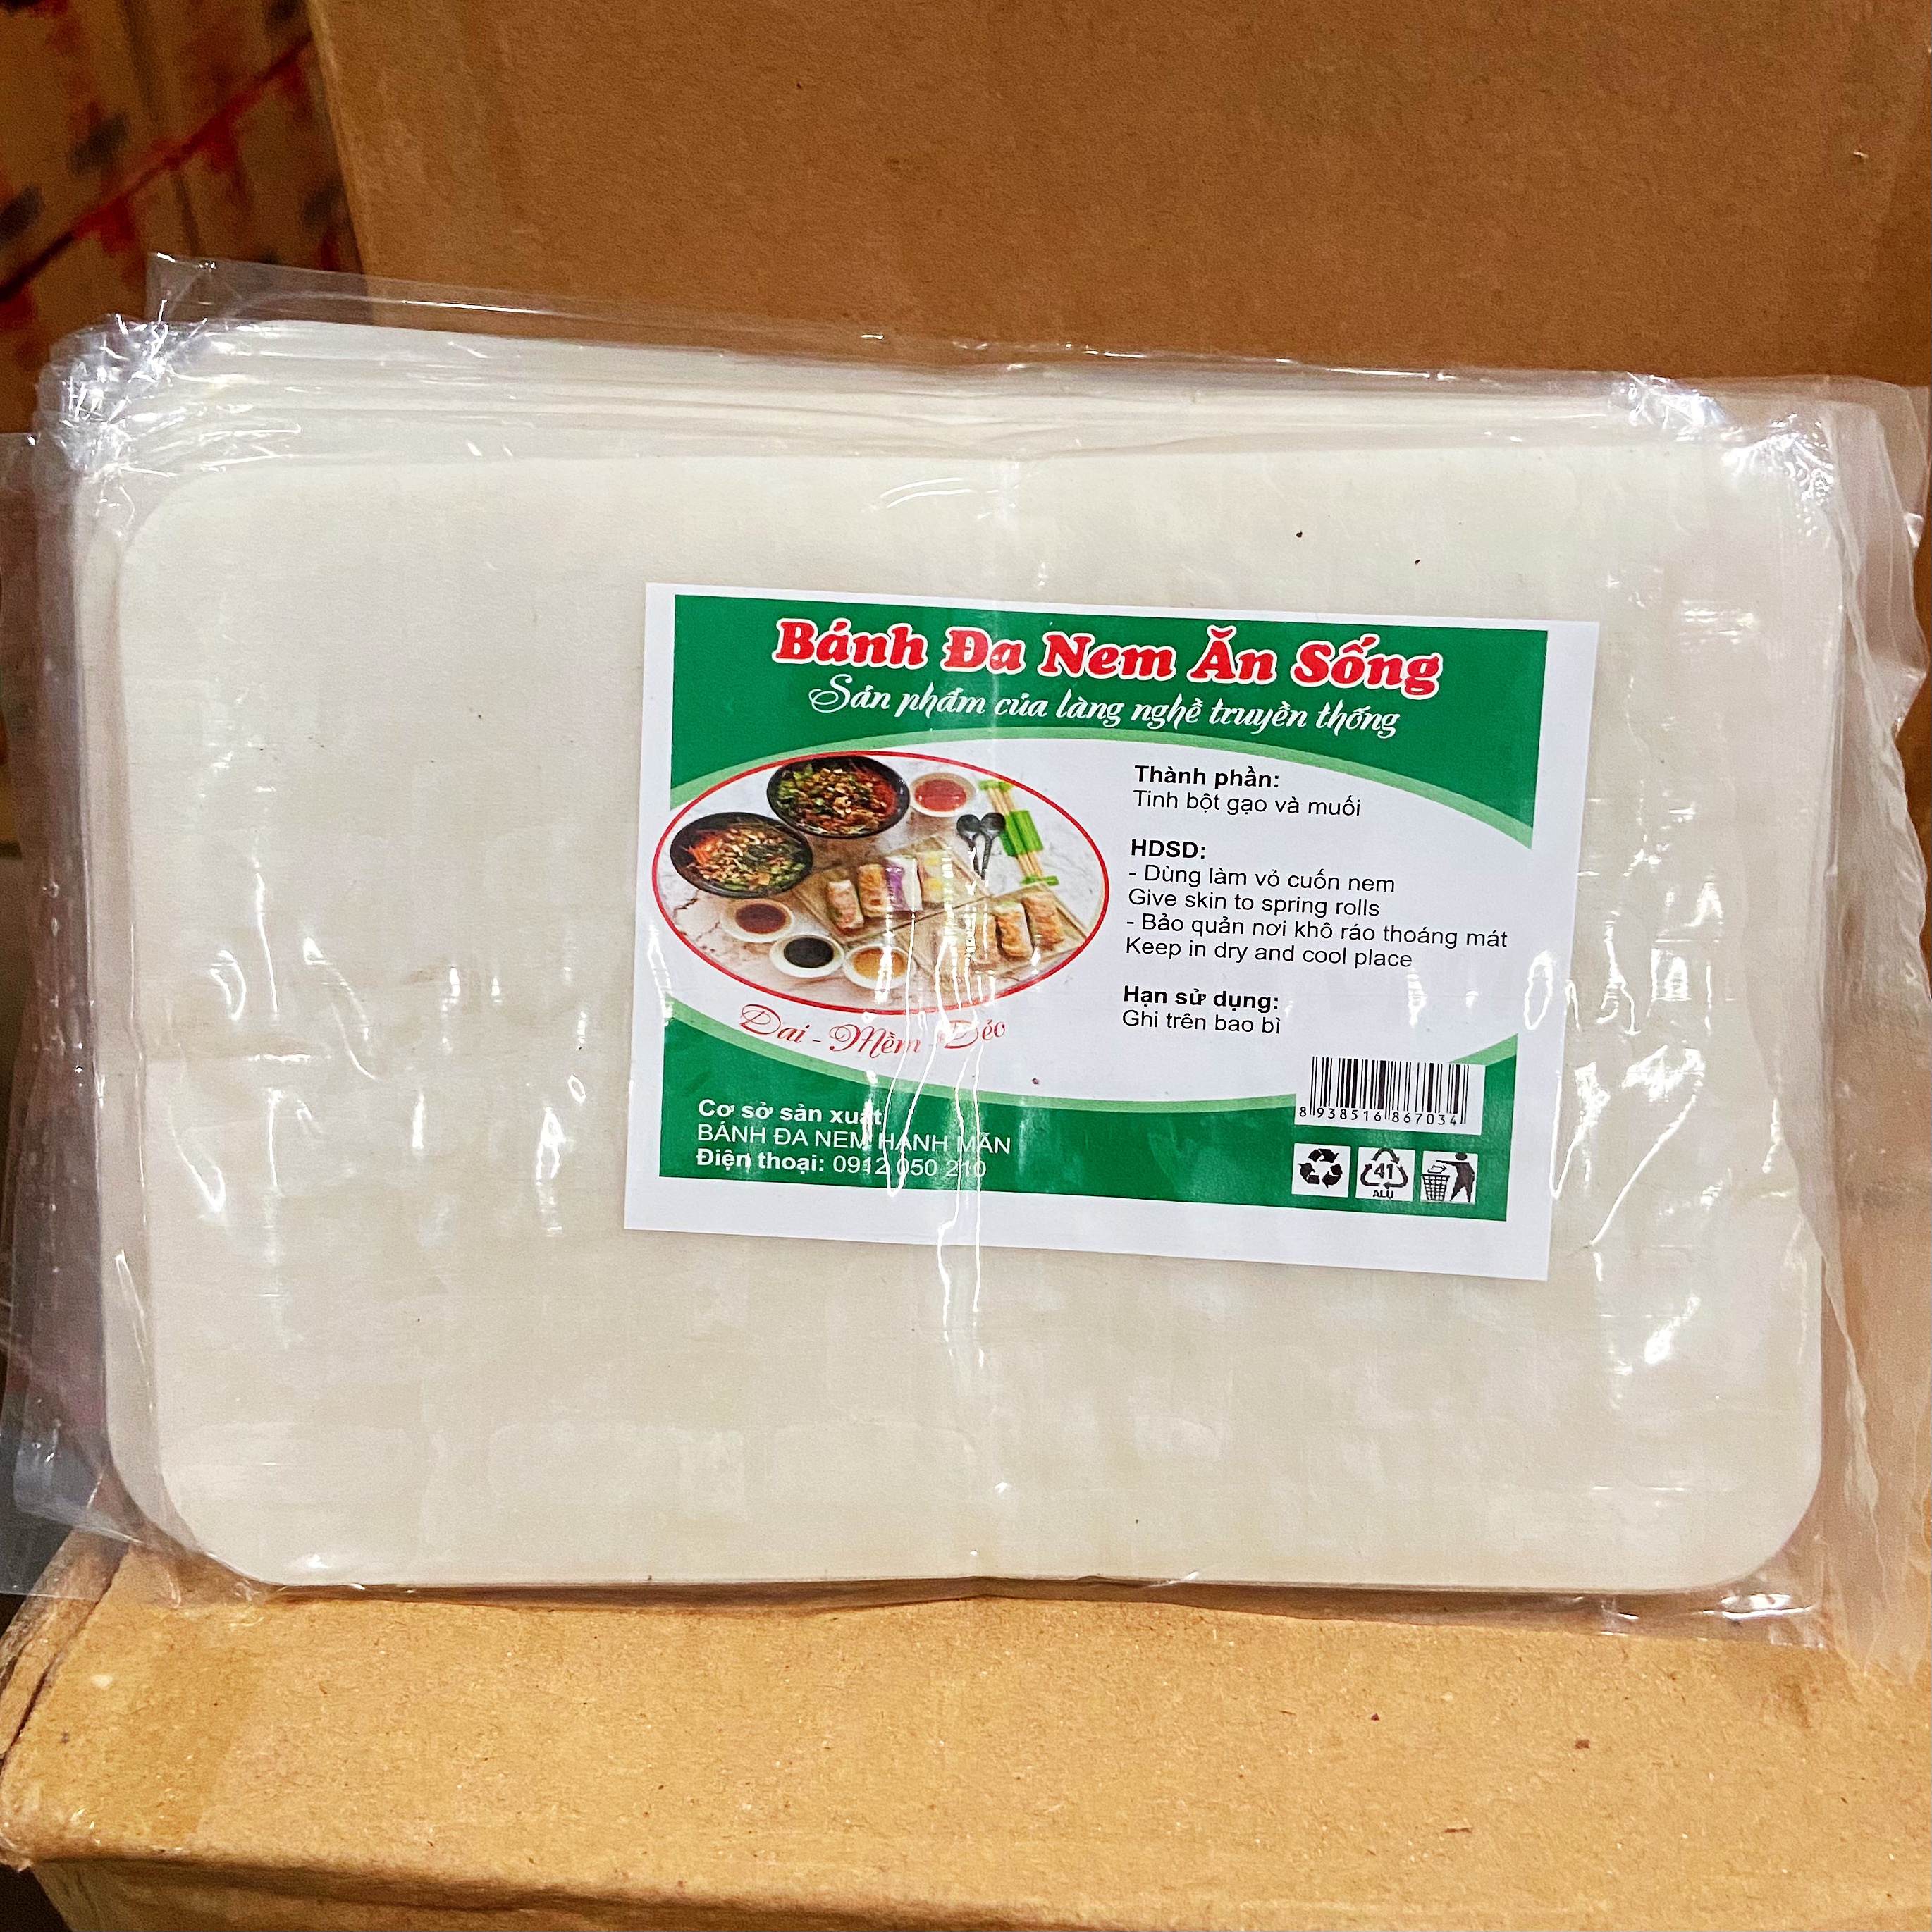 Bánh Đa Nem Ăn Sống
Sản phẩm của làng nghề truyền thống
Thành phần:
Tinh bột gạo và muối
HDSD:
- Dùng làm vỏ cuốn nem
Give skin to spring rolls
- Bảo quản nơi khô ráo thoáng mát
Keep in dry and cool place
Hạn sử dụng:
Ghi trên bao bì
Dai - Mềm - Dẻo
Cơ sở sản xuất
BÁNH ĐA NEM HẠNH MÃN
Điện thoại: 0912 050 210
8 938516 867034
41
ALU